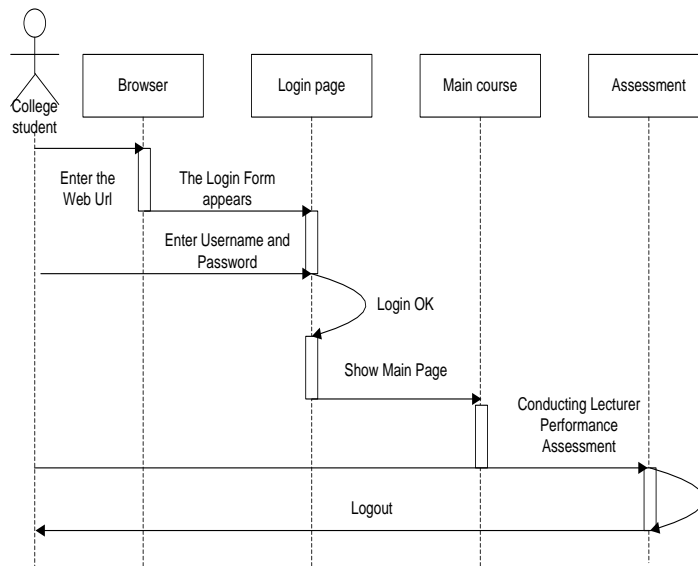 Browser
Login page
Main course
Assessment
College
student
Enter the
Web Url
The Login Form
appears
Enter Username and
Password
Login OK
Show Main Page
Conducting Lecturer
Performance
Assessment
Logout